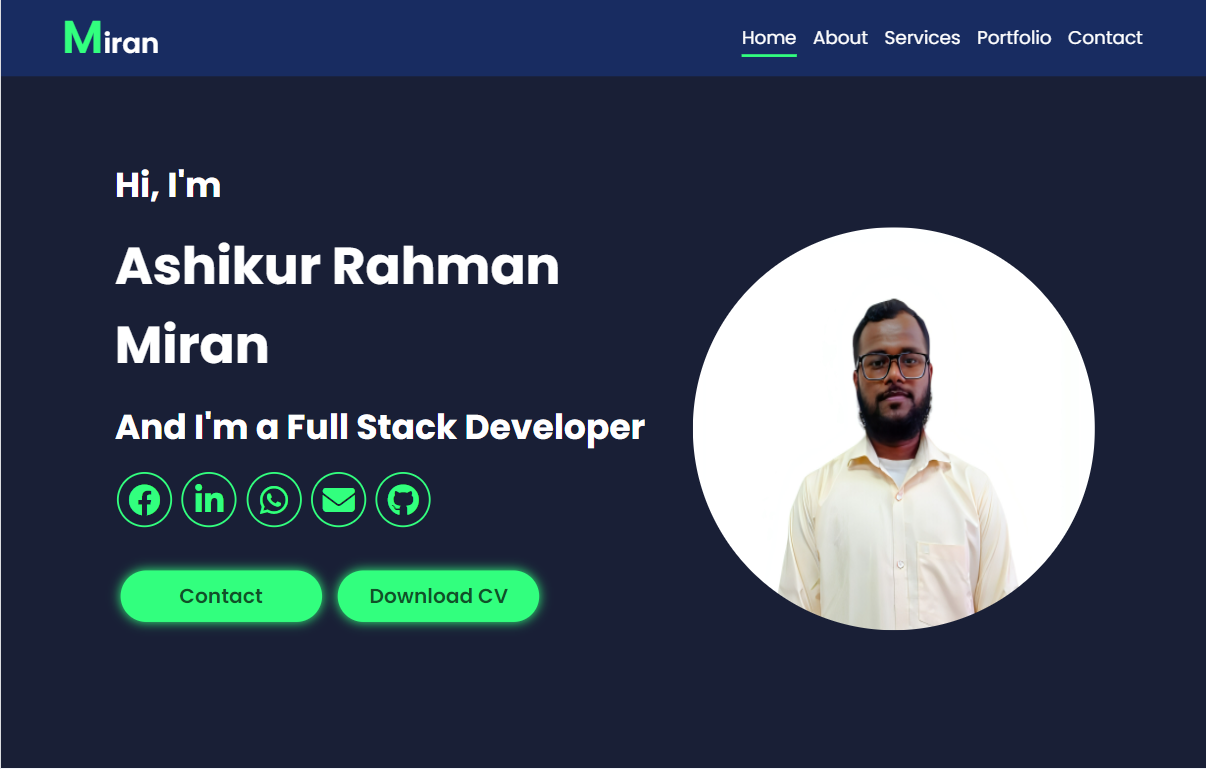 Miran
Home About Services Portfolio Contact
Hi, I'm
Ashikur Rahman
Miran
And I'm a Full Stack Developer
Contact Download CV